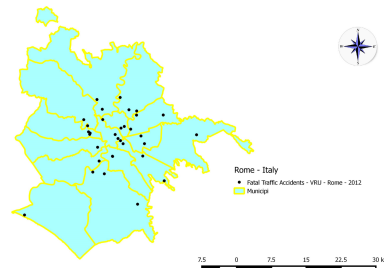 Rome - Italy
Fatal Traffic Accidents - VRU - Rome - 2012
Municipi
7.5 0 7.5 15 22.5 30 k